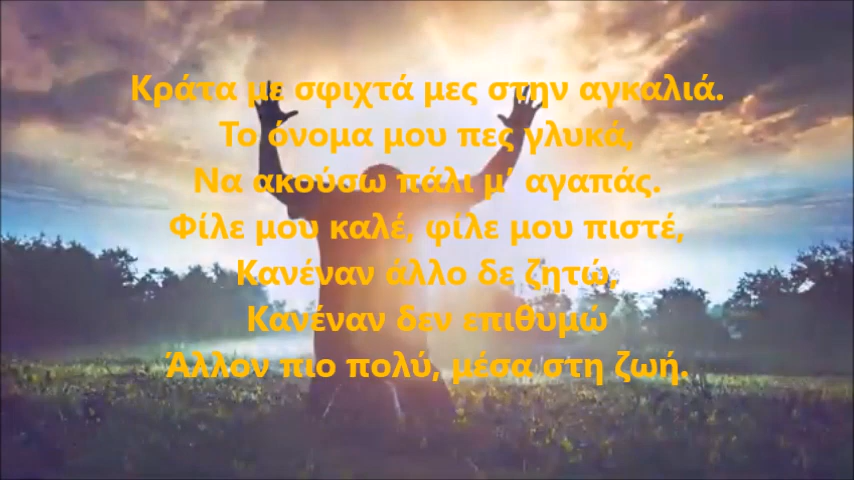 Κράτα με σφιχτά μες στην αγκαλιά.
Το όνομα μου πες γλυκά,
Να ακούσω πάλι μ’ αγαπάς.
Φίλε μου καλέ, φίλε μου πιστέ,
Κανέναν άλλο δε ζητώ,
Κανέναν δεν επιθυμώ
Άλλον πιο πολύ, μέσα στη ζωή.